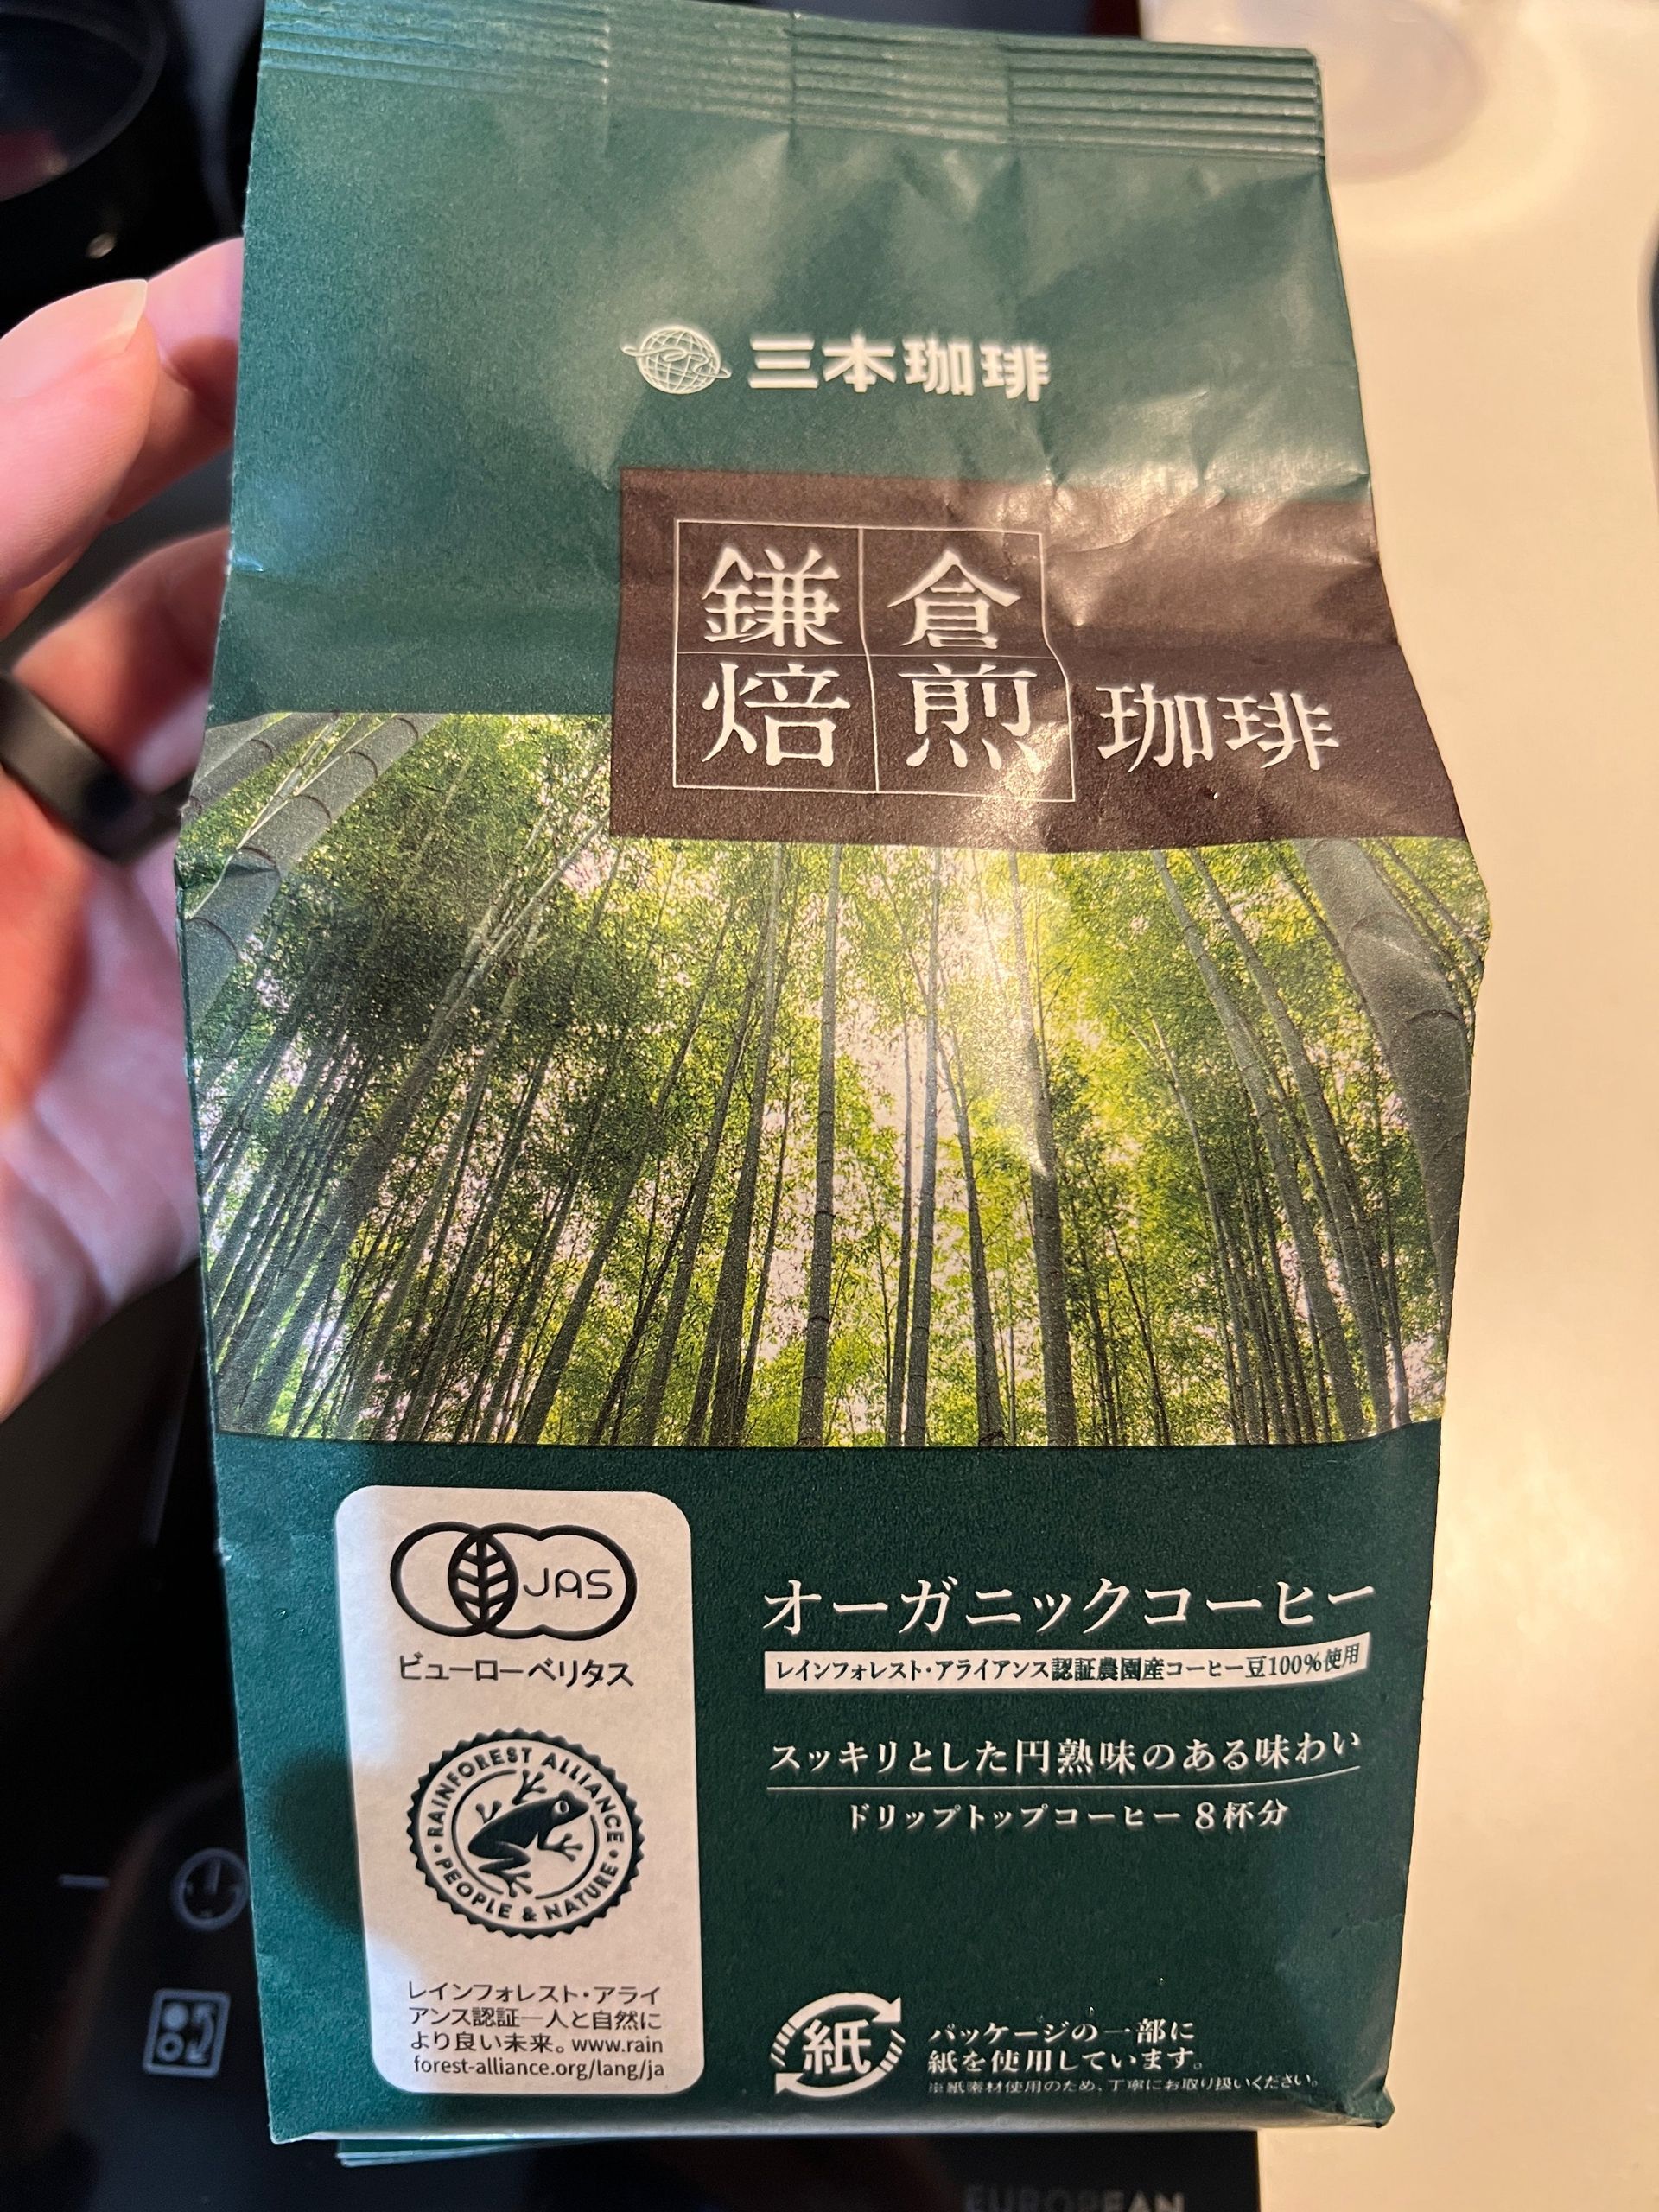 三本珈琲
鎌倉
焙煎 珈琲
JAS
ビューローベリタス
RAINFOREST ALLIANCE
PEOPLE & NATURE
レインフォレスト・アライ
アンス認証―人と自然に
より良い未来。www.rain
forest-alliance.org/lang/ja
オーガニックコーヒー
レインフォレスト・アライアンス認証農園産コーヒー豆100%使用
スッキリとした円熟味のある味わい
ドリップトップコーヒー 8杯分
紙
パッケージの一部に
紙を使用しています。
※紙素材使用のため、丁寧にお取り扱いください。
EUROPEAN